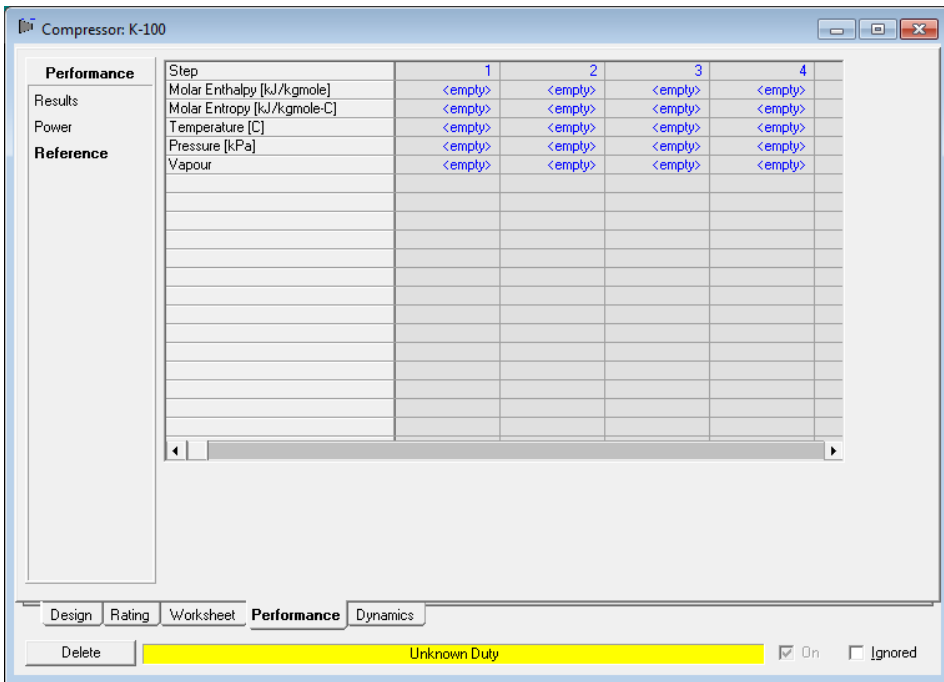 Compressor: K-100
Performance
Results
Power
Reference
Step 1 2 3 4
Molar Enthalpy [kJ/kgmole] <empty> <empty> <empty> <empty>
Molar Entropy [kJ/kgmole-C] <empty> <empty> <empty> <empty>
Temperature [C] <empty> <empty> <empty> <empty>
Pressure [kPa] <empty> <empty> <empty> <empty>
Vapour <empty> <empty> <empty> <empty>
Design Rating Worksheet Performance Dynamics
Delete Unknown Duty On Ignored